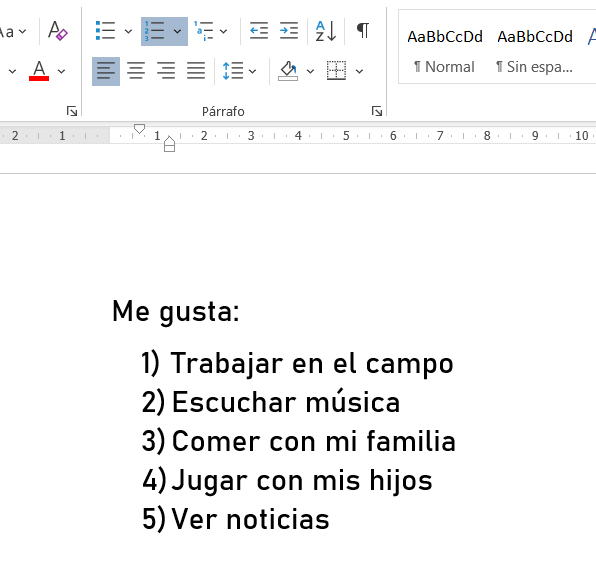 Aa
A
AaBbCcDd AaBbCcDd
¶ Normal ¶ Sin espa...
A
Párrafo
2 1 1 2 3 4 5 6 7 8 9 10
Me gusta:
1) Trabajar en el campo
2) Escuchar música
3) Comer con mi familia
4) Jugar con mis hijos
5) Ver noticias